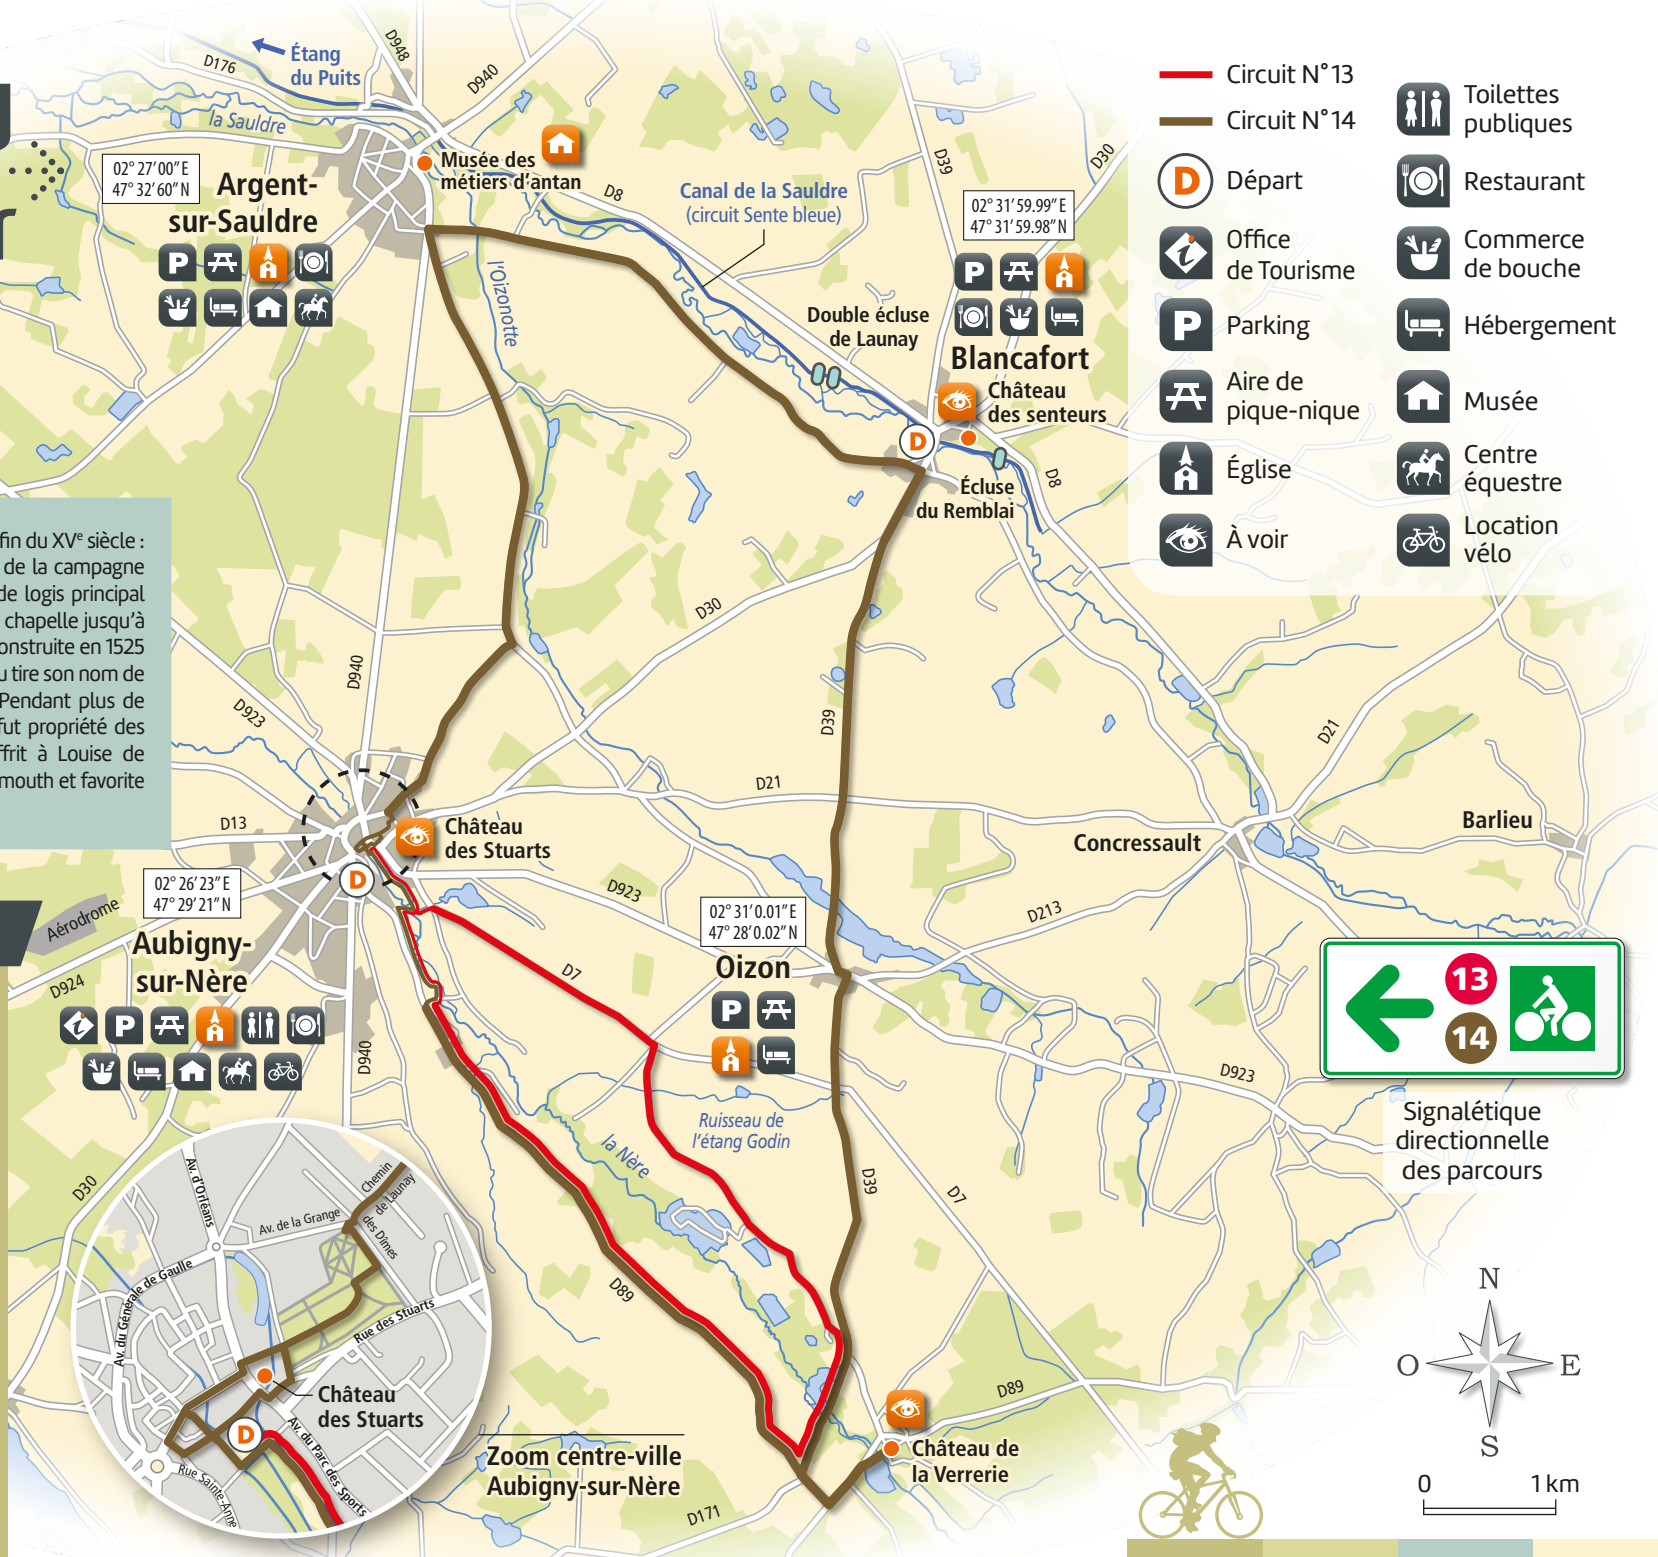 Étang
du Puits
D176
D948
D940
la Sauldre
02° 27′ 00″ E
47° 32′ 60″ N
Argent-
sur-Sauldre
Musée des
métiers d’antan
D8
Canal de la Sauldre
(circuit Sente bleue)
D39
D30
02° 31′ 59.99″ E
47° 31′ 59.98″ N
l’Oizonotte
Double écluse
de Launay
Blancafort
Château
des senteurs
D
Écluse
du Remblai
D8
Circuit N°13
Circuit N°14
D Départ
Office
de Tourisme
P Parking
Aire de
pique-nique
Église
À voir
Toilettes
publiques
Restaurant
Commerce
de bouche
Hébergement
Musée
Centre
équestre
Location
vélo
fin du XVe siècle :
de la campagne
de logis principal
chapelle jusqu’à
onstruite en 1525
u tire son nom de
Pendant plus de
fut propriété des
ffrit à Louise de
mouth et favorite
D30
D940
D923
D39
D21
D21
D13
Château
des Stuarts
D
Concressault
Barlieu
02° 26′ 23″ E
47° 29′ 21″ N
Aérodrome
Aubigny-
sur-Nère
D924
D923
02° 31′ 0.01″ E
47° 28′ 0.02″ N
Oizon
D213
D7
D940
D923
13
14
Signalétique
directionnelle
des parcours
Ruisseau de
l’étang Godin
la Nère
D30
D39
D7
D89
D89
Château de
la Verrerie
D171
Av. d’Orléans
Chemin
de Launay
des Dîmes
Av. de la Grange
Av. du Générale de Gaulle
Rue des Stuarts
Château
des Stuarts
D
Av. du Parc des Sports
Rue Sainte-Anne
Zoom centre-ville
Aubigny-sur-Nère
N
O
E
S
0 1 km